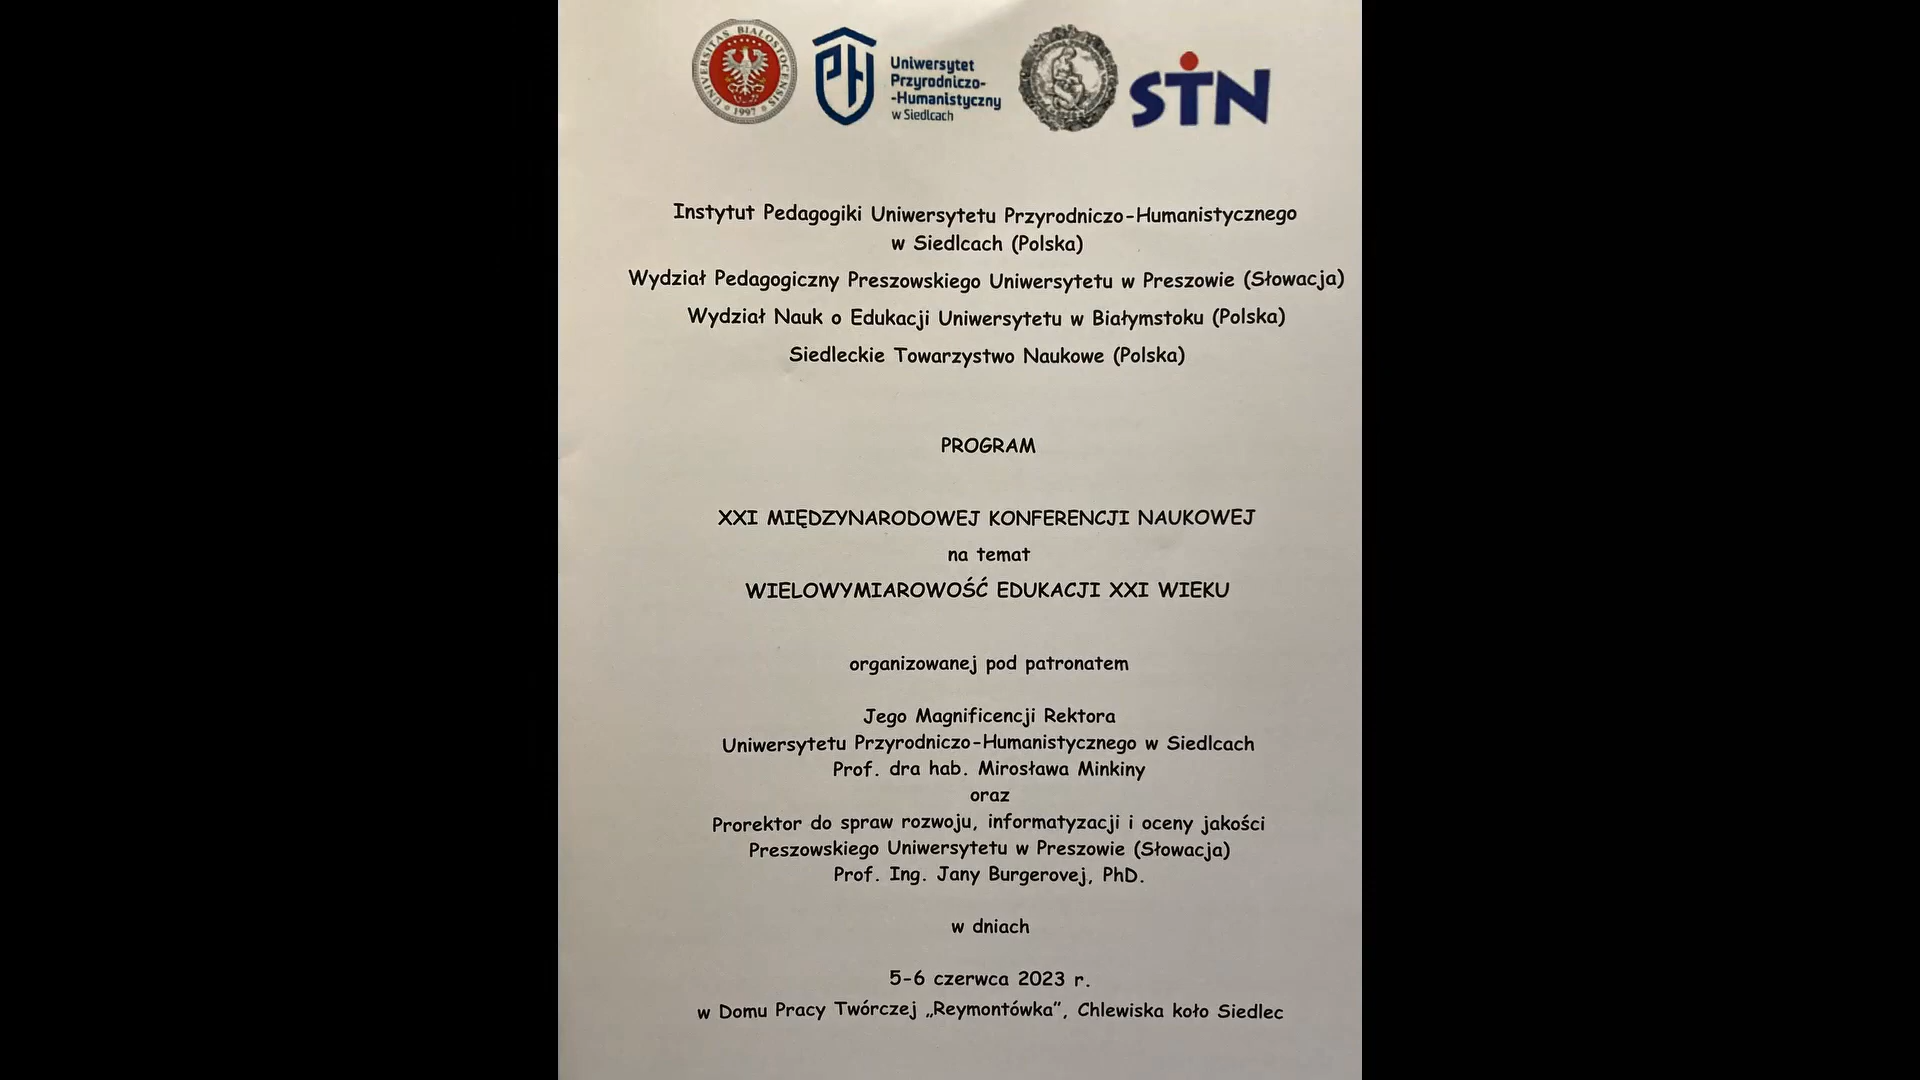 UNIVERSITAS BIALOSTOCENSIS
1997
Uniwersytet
Przyrodniczo-
-Humanistyczny
w Siedlcach
STN
Instytut Pedagogiki Uniwersytetu Przyrodniczo-Humanistycznego
w Siedlcach (Polska)
Wydział Pedagogiczny Preszowskiego Uniwersytetu w Preszowie (Słowacja)
Wydział Nauk o Edukacji Uniwersytetu w Białymstoku (Polska)
Siedleckie Towarzystwo Naukowe (Polska)
PROGRAM
XXI MIĘDZYNARODOWEJ KONFERENCJI NAUKOWEJ
na temat
WIELOWYMIAROWOŚĆ EDUKACJI XXI WIEKU
organizowanej pod patronatem
Jego Magnificencji Rektora
Uniwersytetu Przyrodniczo-Humanistycznego w Siedlcach
Prof. dra hab. Mirosława Minkiny
oraz
Prorektor do spraw rozwoju, informatyzacji i oceny jakości
Preszowskiego Uniwersytetu w Preszowie (Słowacja)
Prof. Ing. Jany Burgerovej, PhD.
w dniach
5-6 czerwca 2023 r.
w Domu Pracy Twórczej „Reymontówka”, Chlewiska koło Siedlec